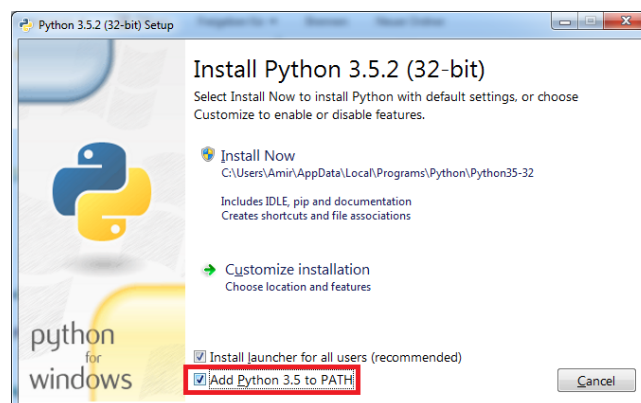 Python 3.5.2 (32-bit) Setup
Install Python 3.5.2 (32-bit)
Select Install Now to install Python with default settings, or choose
Customize to enable or disable features.
Install Now
C:\Users\Amir\AppData\Local\Programs\Python\Python35-32
Includes IDLE, pip and documentation
Creates shortcuts and file associations
Customize installation
Choose location and features
python
for
windows
Install launcher for all users (recommended)
Add Python 3.5 to PATH
Cancel